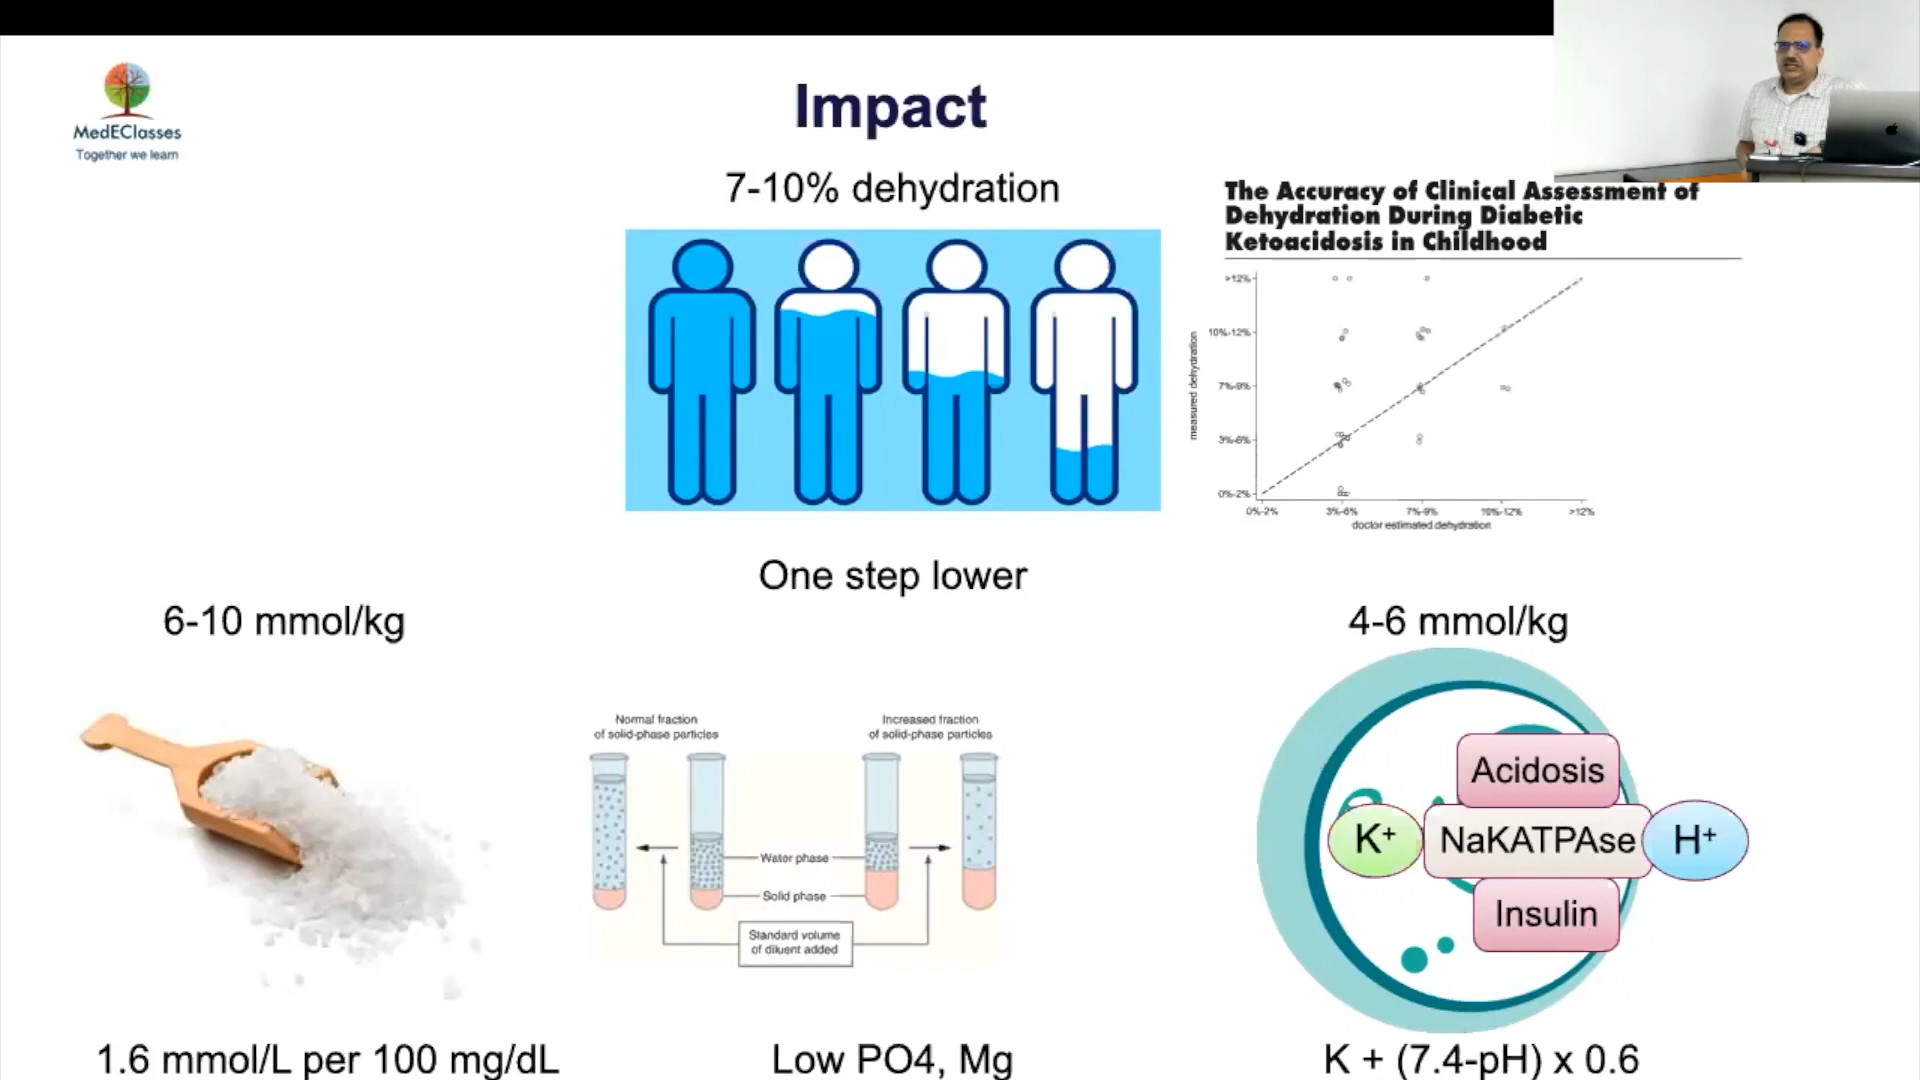 MedEClasses
Together we learn
Impact
7-10% dehydration
The Accuracy of Clinical Assessment of
Dehydration During Diabetic
Ketoacidosis in Childhood
>12%
10%-12%
7%-9%
3%-6%
0%-2%
measured dehydration
0%-2% 3%-6% 7%-9% 10%-12% >12%
doctor estimated dehydration
One step lower
6-10 mmol/kg
4-6 mmol/kg
Normal fraction
of solid-phase particles
Increased fraction
of solid-phase particles
Water phase
Solid phase
Standard volume
of diluent added
Acidosis
K+
NaKATPAse
H+
Insulin
1.6 mmol/L per 100 mg/dL
Low PO4, Mg
K + (7.4-pH) x 0.6